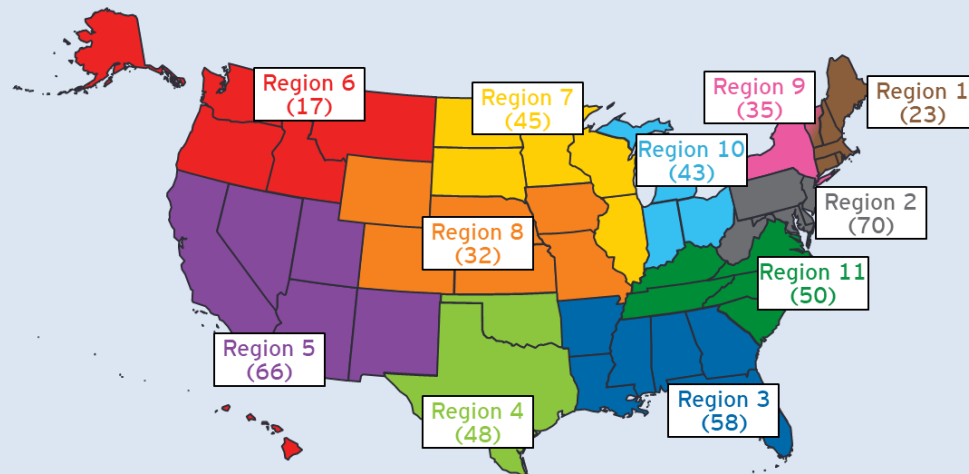 Region 6
(17)
Region 7
(45)
Region 9
(35)
Region 1
(23)
Region 10
(43)
Region 2
(70)
Region 8
(32)
Region 11
(50)
Region 5
(66)
Region 4
(48)
Region 3
(58)